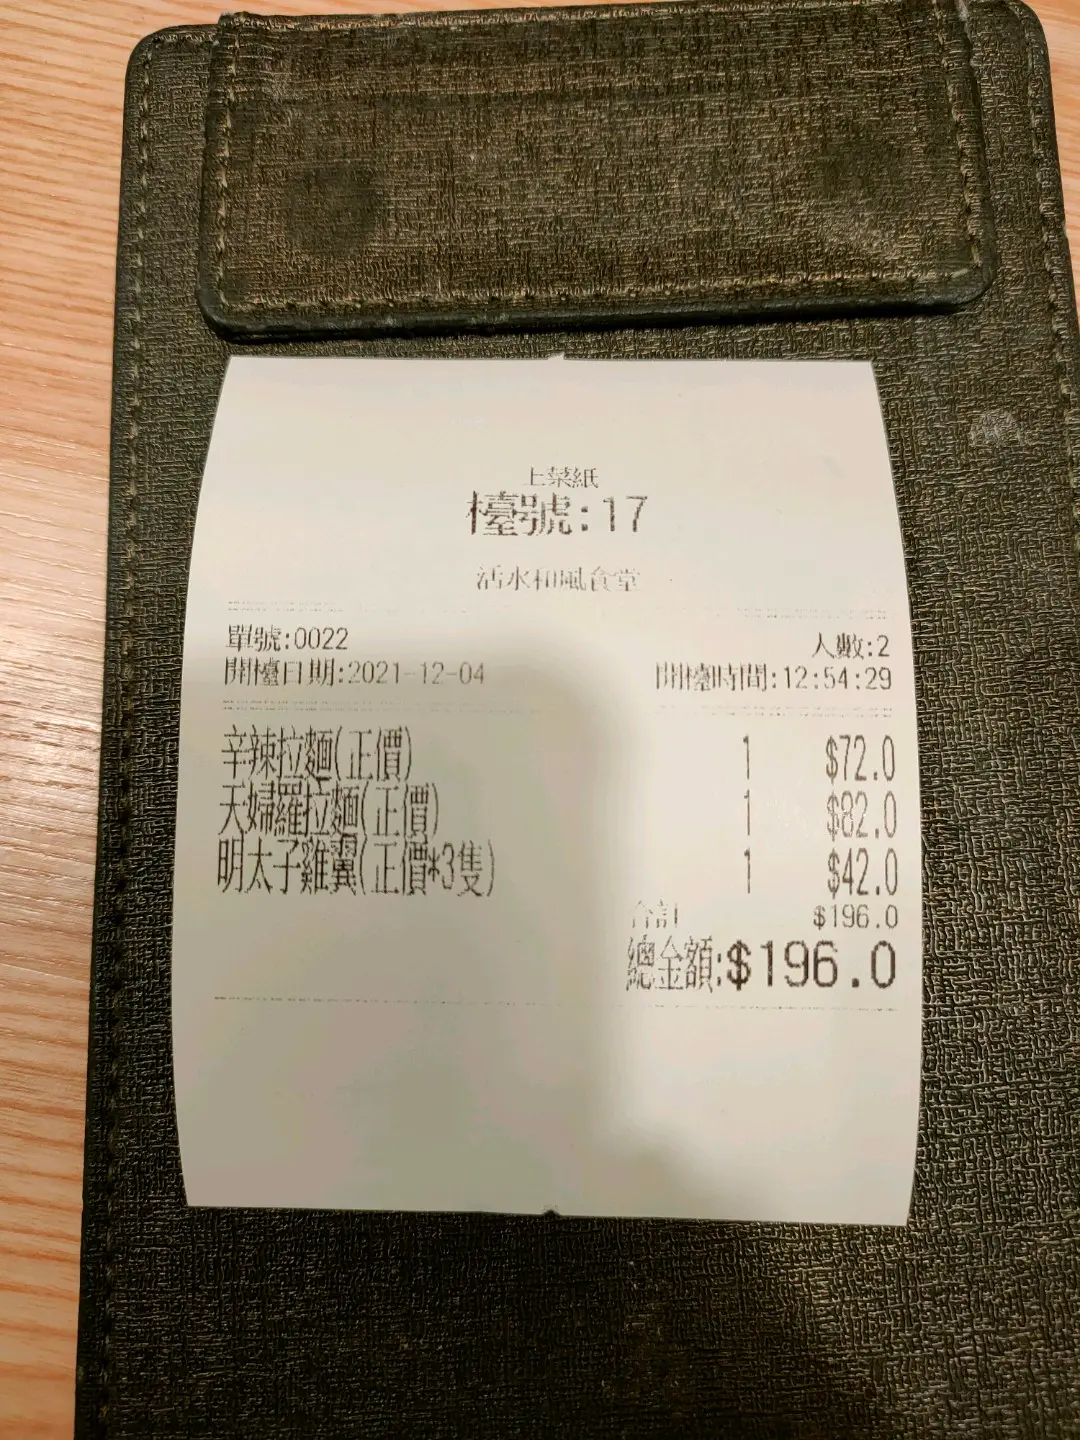 上菜紙
檯號:17
活水和風食堂
單號:0022 人數:2
開檯日期:2021-12-04 開檯時間:12:54:29
辛辣拉麵(正價) 1 $72.0
天婦羅拉麵(正價) 1 $82.0
明太子雞翼(正價*3隻) 1 $42.0
合計 $196.0
總金額:$196.0